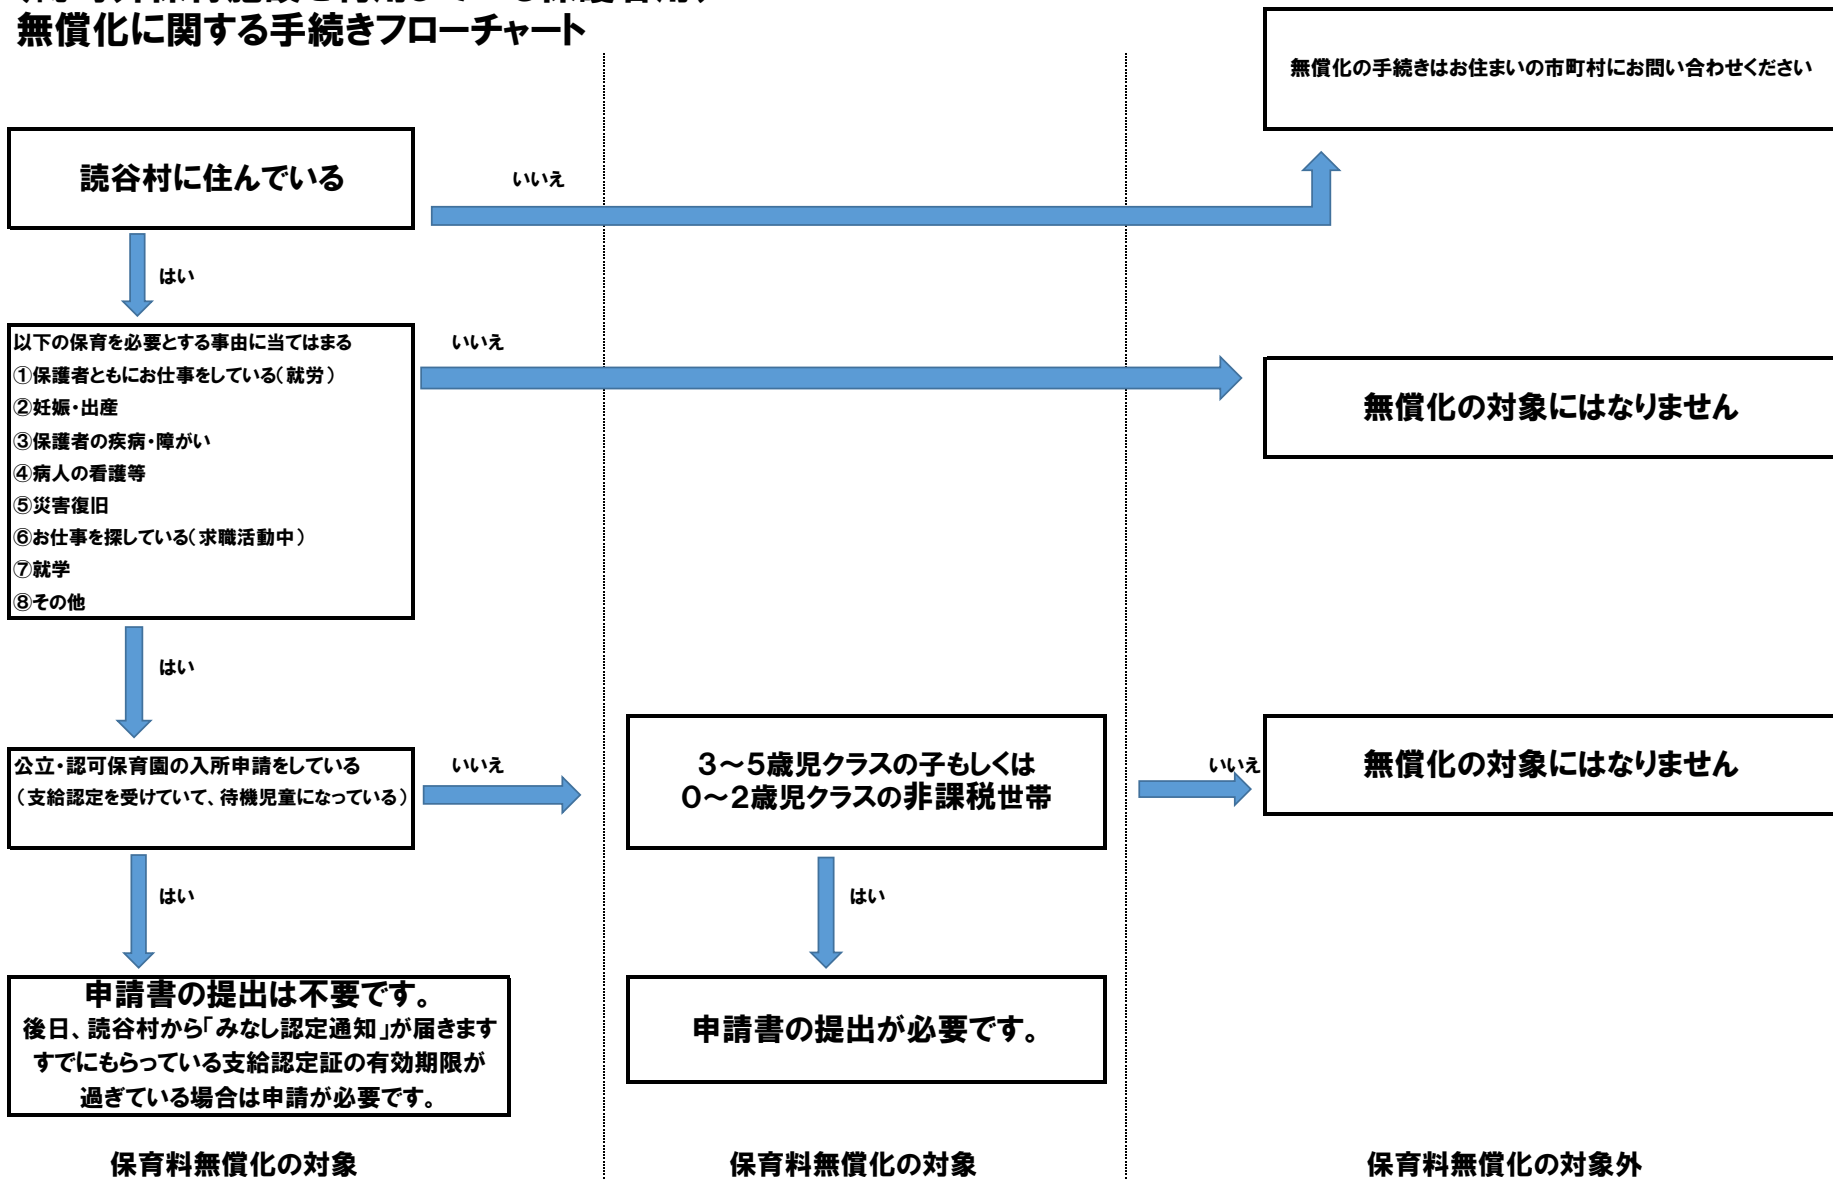 無償化に関する手続きフローチャート
無償化の手続きはお住まいの市町村にお問い合わせください
読谷村に住んでいる
いいえ
はい
以下の保育を必要とする事由に当てはまる
①保護者ともにお仕事をしている(就労)
②妊娠・出産
③保護者の疾病・障がい
④病人の看護等
⑤災害復旧
⑥お仕事を探している(求職活動中)
⑦就学
⑧その他
いいえ
無償化の対象にはなりません
はい
公立・認可保育園の入所申請をしている
(支給認定を受けていて、待機児童になっている)
いいえ
3~5歳児クラスの子もしくは
0~2歳児クラスの非課税世帯
いいえ
無償化の対象にはなりません
はい
はい
申請書の提出は不要です。
後日、読谷村から「みなし認定通知」が届きます
すでにもらっている支給認定証の有効期限が
過ぎている場合は申請が必要です。
申請書の提出が必要です。
保育料無償化の対象
保育料無償化の対象
保育料無償化の対象外